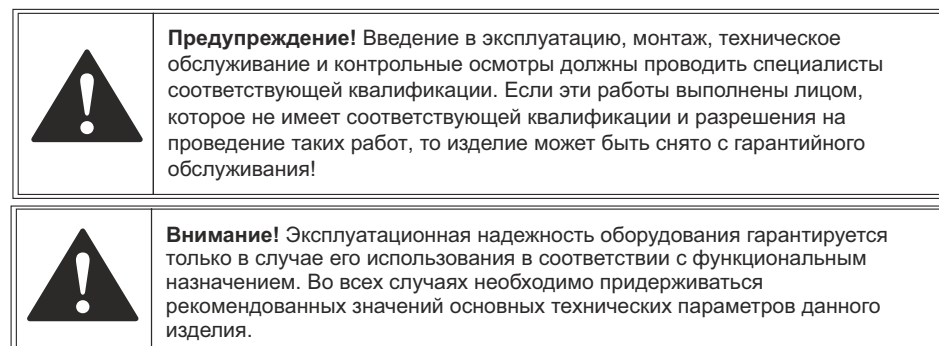 Предупреждение! Введение в эксплуатацию, монтаж, техническое
обслуживание и контрольные осмотры должны проводить специалисты
соответствующей квалификации. Если эти работы выполнены лицом,
которое не имеет соответствующей квалификации и разрешения на
проведение таких работ, то изделие может быть снято с гарантийного
обслуживания!
Внимание! Эксплуатационная надежность оборудования гарантируется
только в случае его использования в соответствии с функциональным
назначением. Во всех случаях необходимо придерживаться
рекомендованных значений основных технических параметров данного
изделия.